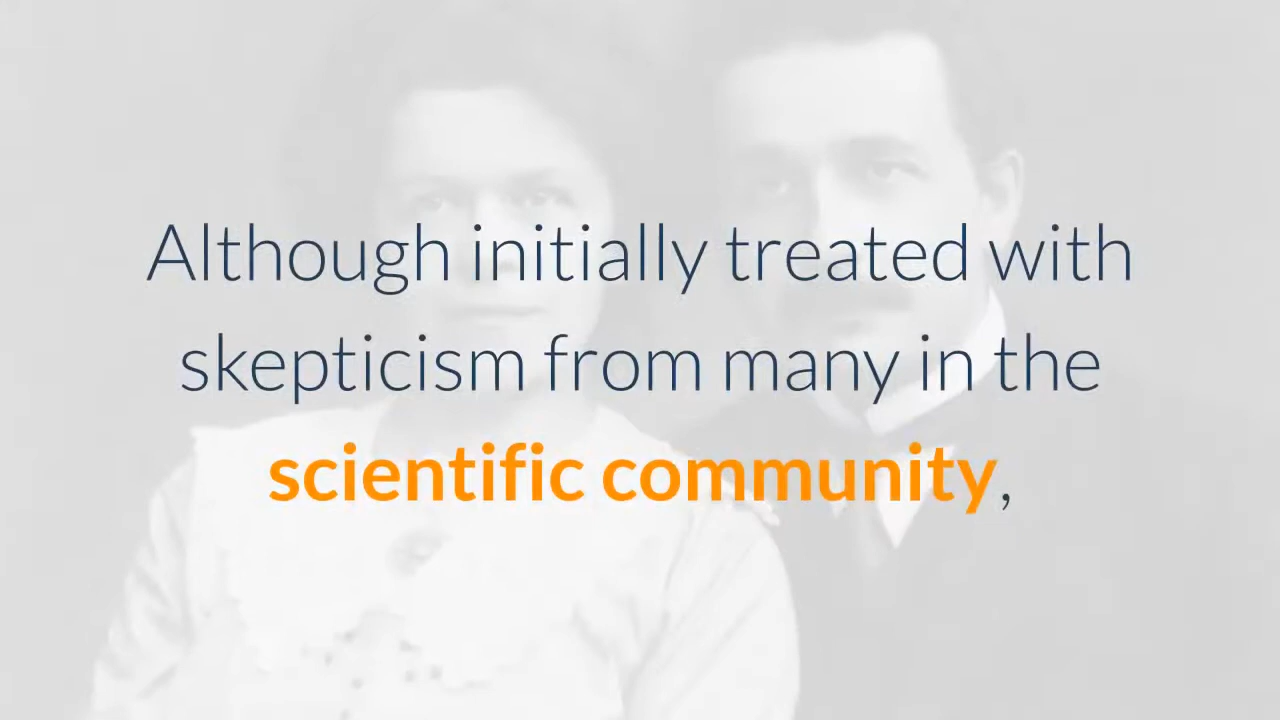 Although initially treated with
skepticism from many in the
scientific community,